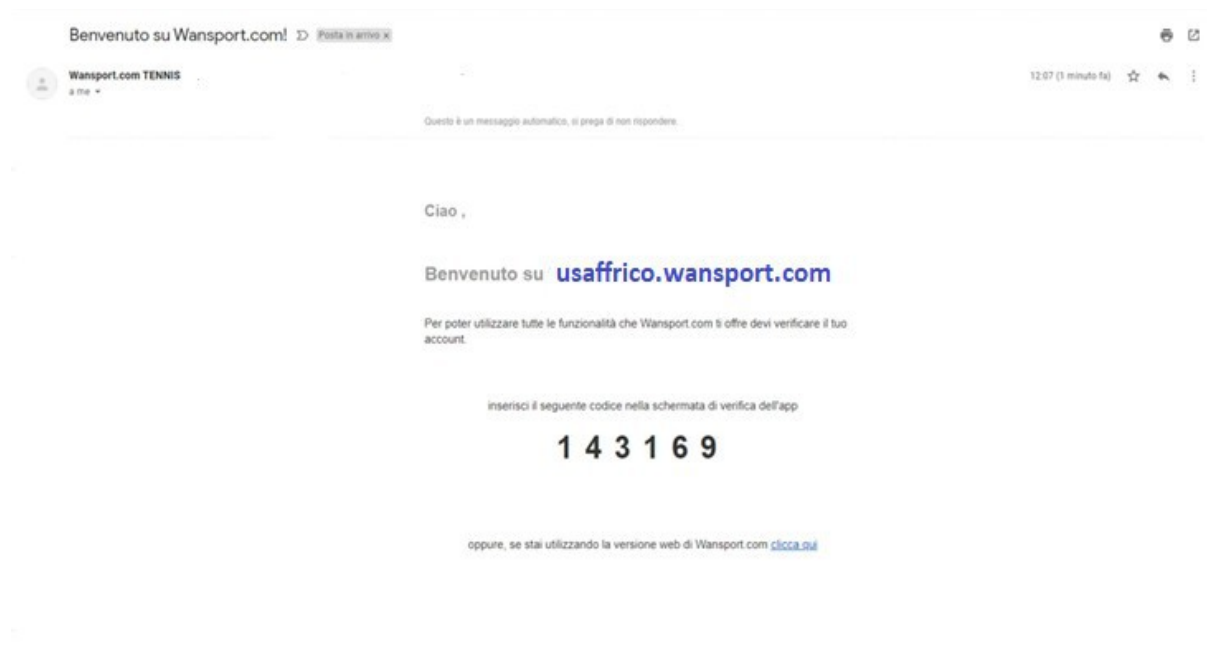 Benvenuto su Wansport.com! Posta in arrivo x
Wansport.com TENNIS
12:07 (1 minuto fa)
a me
Questo è un messaggio automatico, si prega di non rispondere.
Ciao ,
Benvenuto su usaffrico.wansport.com
Per poter utilizzare tutte le funzionalità che Wansport.com ti offre devi verificare il tuo
account.
inserisci il seguente codice nella schermata di verifica dell'app
1 4 3 1 6 9
oppure, se stai utilizzando la versione web di Wansport.com clicca qui